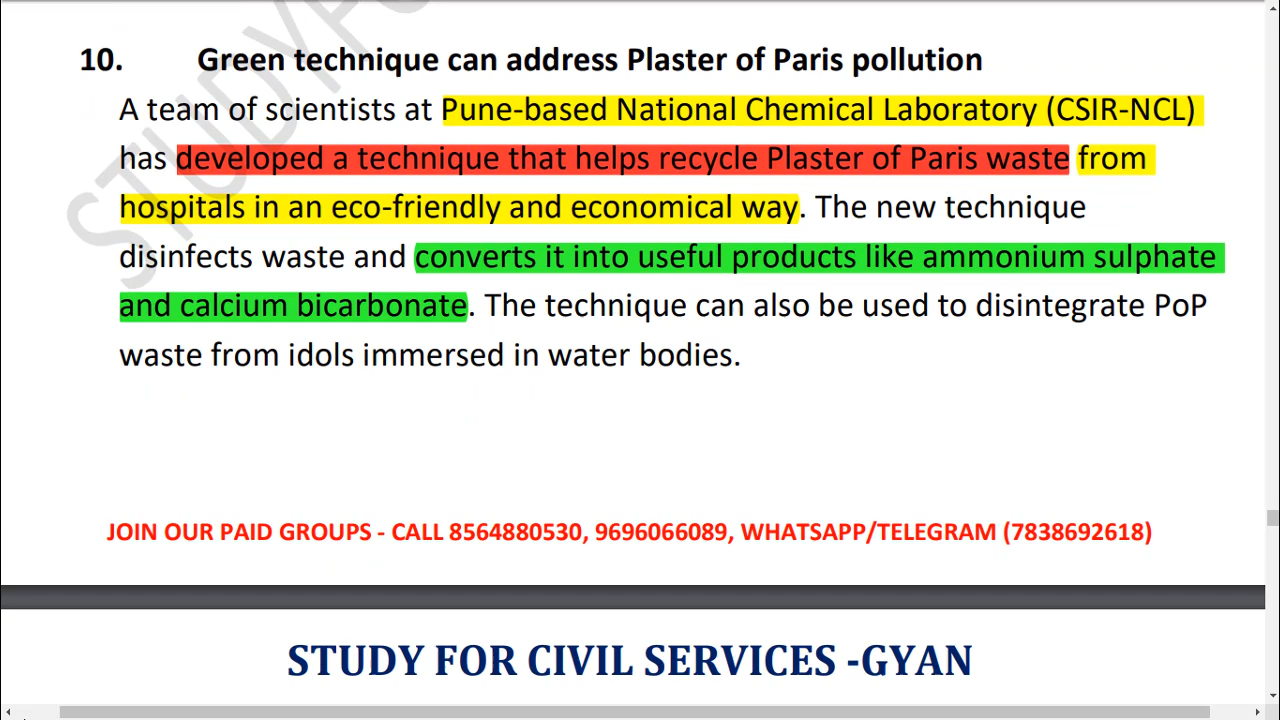 10. Green technique can address Plaster of Paris pollution
A team of scientists at Pune-based National Chemical Laboratory (CSIR-NCL)
has developed a technique that helps recycle Plaster of Paris waste from
hospitals in an eco-friendly and economical way. The new technique
disinfects waste and converts it into useful products like ammonium sulphate
and calcium bicarbonate. The technique can also be used to disintegrate PoP
waste from idols immersed in water bodies.
JOIN OUR PAID GROUPS - CALL 8564880530, 9696066089, WHATSAPP/TELEGRAM (7838692618)
STUDY FOR CIVIL SERVICES -GYAN